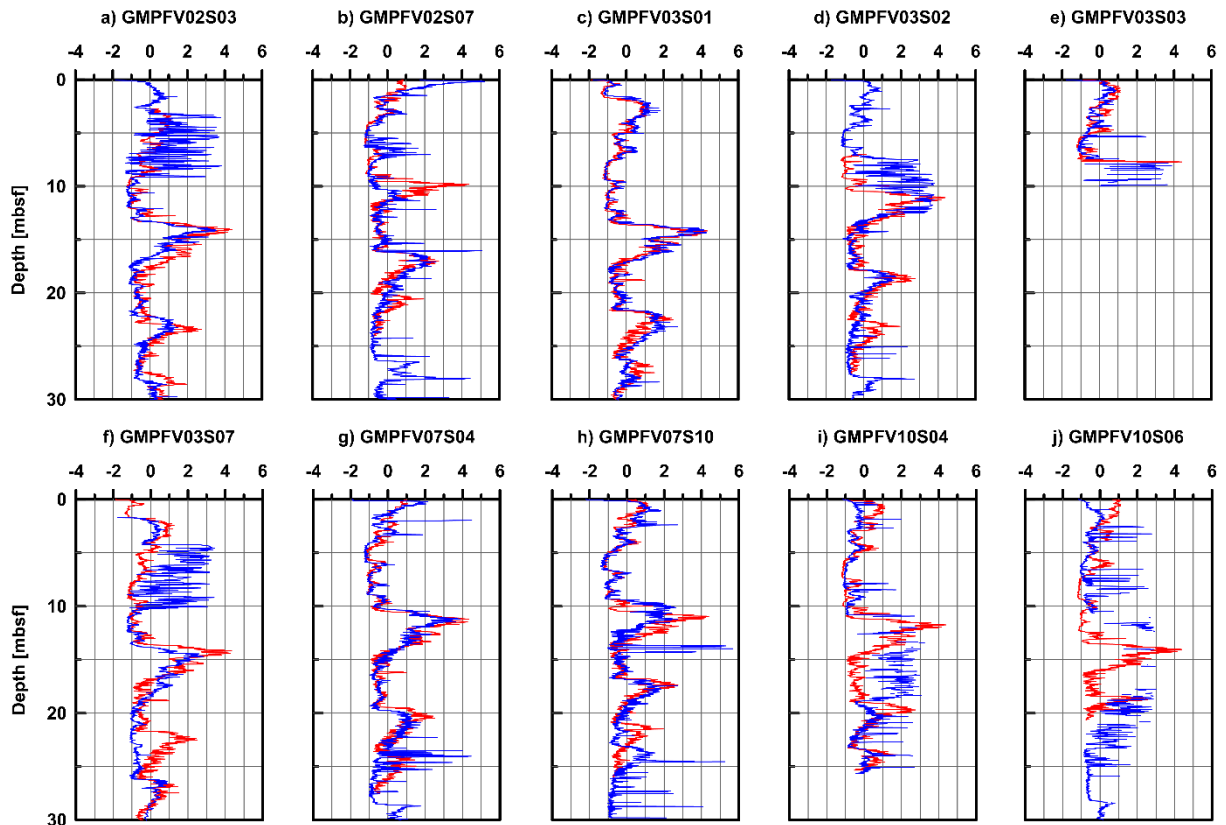 a) GMPFV02S03 b) GMPFV02S07 c) GMPFV03S01 d) GMPFV03S02 e) GMPFV03S03
-4 -2 0 2 4 6 -4 -2 0 2 4 6 -4 -2 0 2 4 6 -4 -2 0 2 4 6 -4 -2 0 2 4 6
0
10
20
30
Depth [mbsf]
f) GMPFV03S07 g) GMPFV07S04 h) GMPFV07S10 i) GMPFV10S04 j) GMPFV10S06
-4 -2 0 2 4 6 -4 -2 0 2 4 6 -4 -2 0 2 4 6 -4 -2 0 2 4 6 -4 -2 0 2 4 6
0
10
20
30
Depth [mbsf]